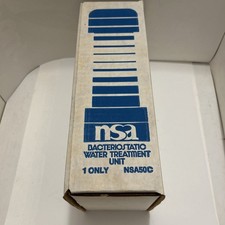 nsa
BACTERIOSTATIC
WATER TREATMENT
UNIT
1 ONLY NSA50C